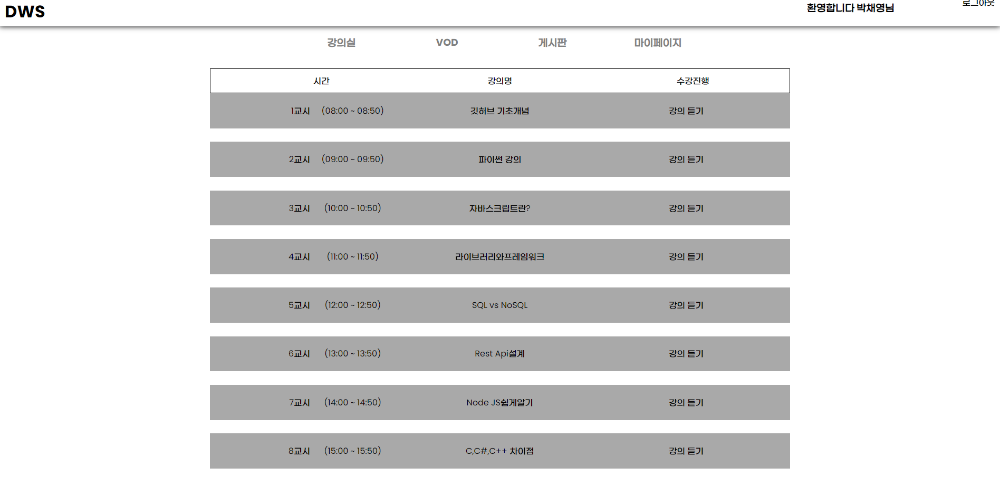 DWS 환영합니다 박채영님 로그아웃
강의실 VOD 게시판 마이페이지
시간 강의명 수강진행
1교시 (08:00 ~ 08:50) 깃허브 기초개념 강의 듣기
2교시 (09:00 ~ 09:50) 파이썬 강의 강의 듣기
3교시 (10:00 ~ 10:50) 자바스크립트란? 강의 듣기
4교시 (11:00 ~ 11:50) 라이브러리와프레임워크 강의 듣기
5교시 (12:00 ~ 12:50) SQL vs NoSQL 강의 듣기
6교시 (13:00 ~ 13:50) Rest Api설계 강의 듣기
7교시 (14:00 ~ 14:50) Node JS쉽게알기 강의 듣기
8교시 (15:00 ~ 15:50) C,C#,C++ 차이점 강의 듣기